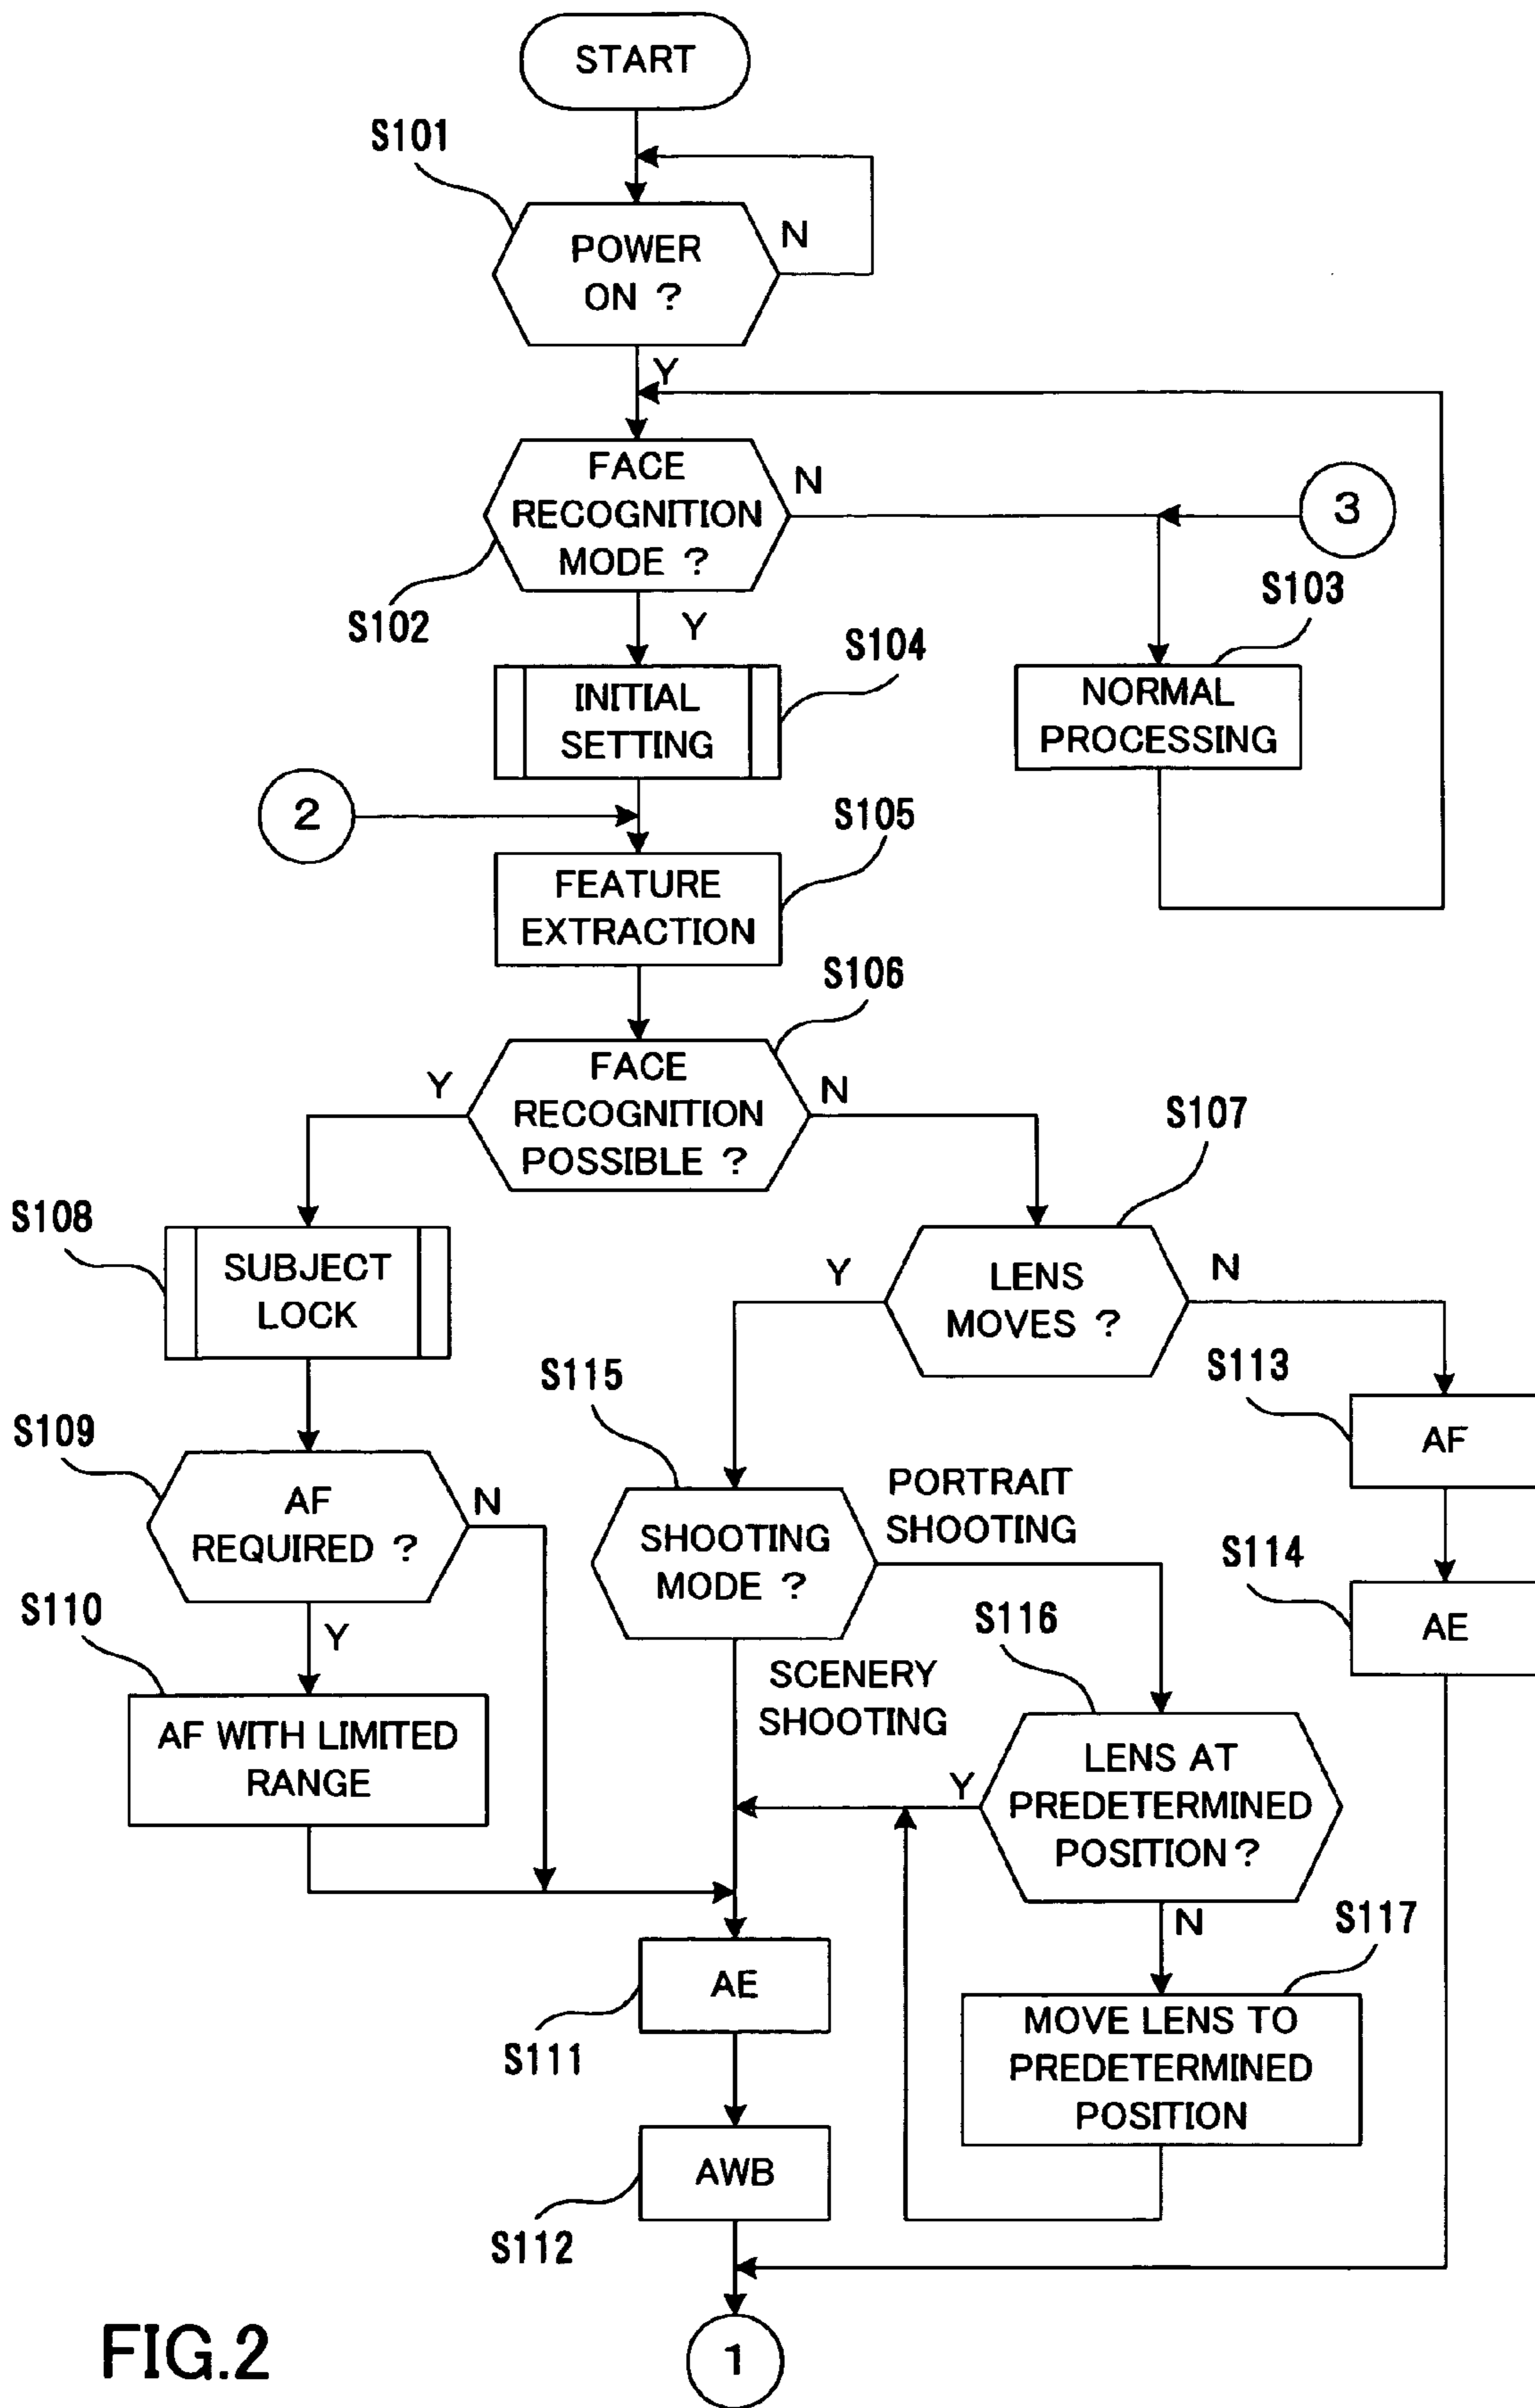 START
S101
POWER
ON ?
N
Y
FACE
RECOGNITION
MODE ?
N
3
S102
Y
S103
S104
INITIAL
SETTING
NORMAL
PROCESSING
2
S105
FEATURE
EXTRACTION
S106
FACE
RECOGNITION
POSSIBLE ?
Y
N
S107
S108
SUBJECT
LOCK
LENS
MOVES ?
Y
N
S115
S113
AF
S109
AF
REQUIRED ?
N
PORTRAIT
SHOOTING
SHOOTING
MODE ?
S114
AE
S110
Y
S116
SCENERY
SHOOTING
AF WITH LIMITED
RANGE
LENS AT
PREDETERMINED
POSITION ?
Y
N
S117
AE
S111
MOVE LENS TO
PREDETERMINED
POSITION
AWB
S112
1
FIG.2